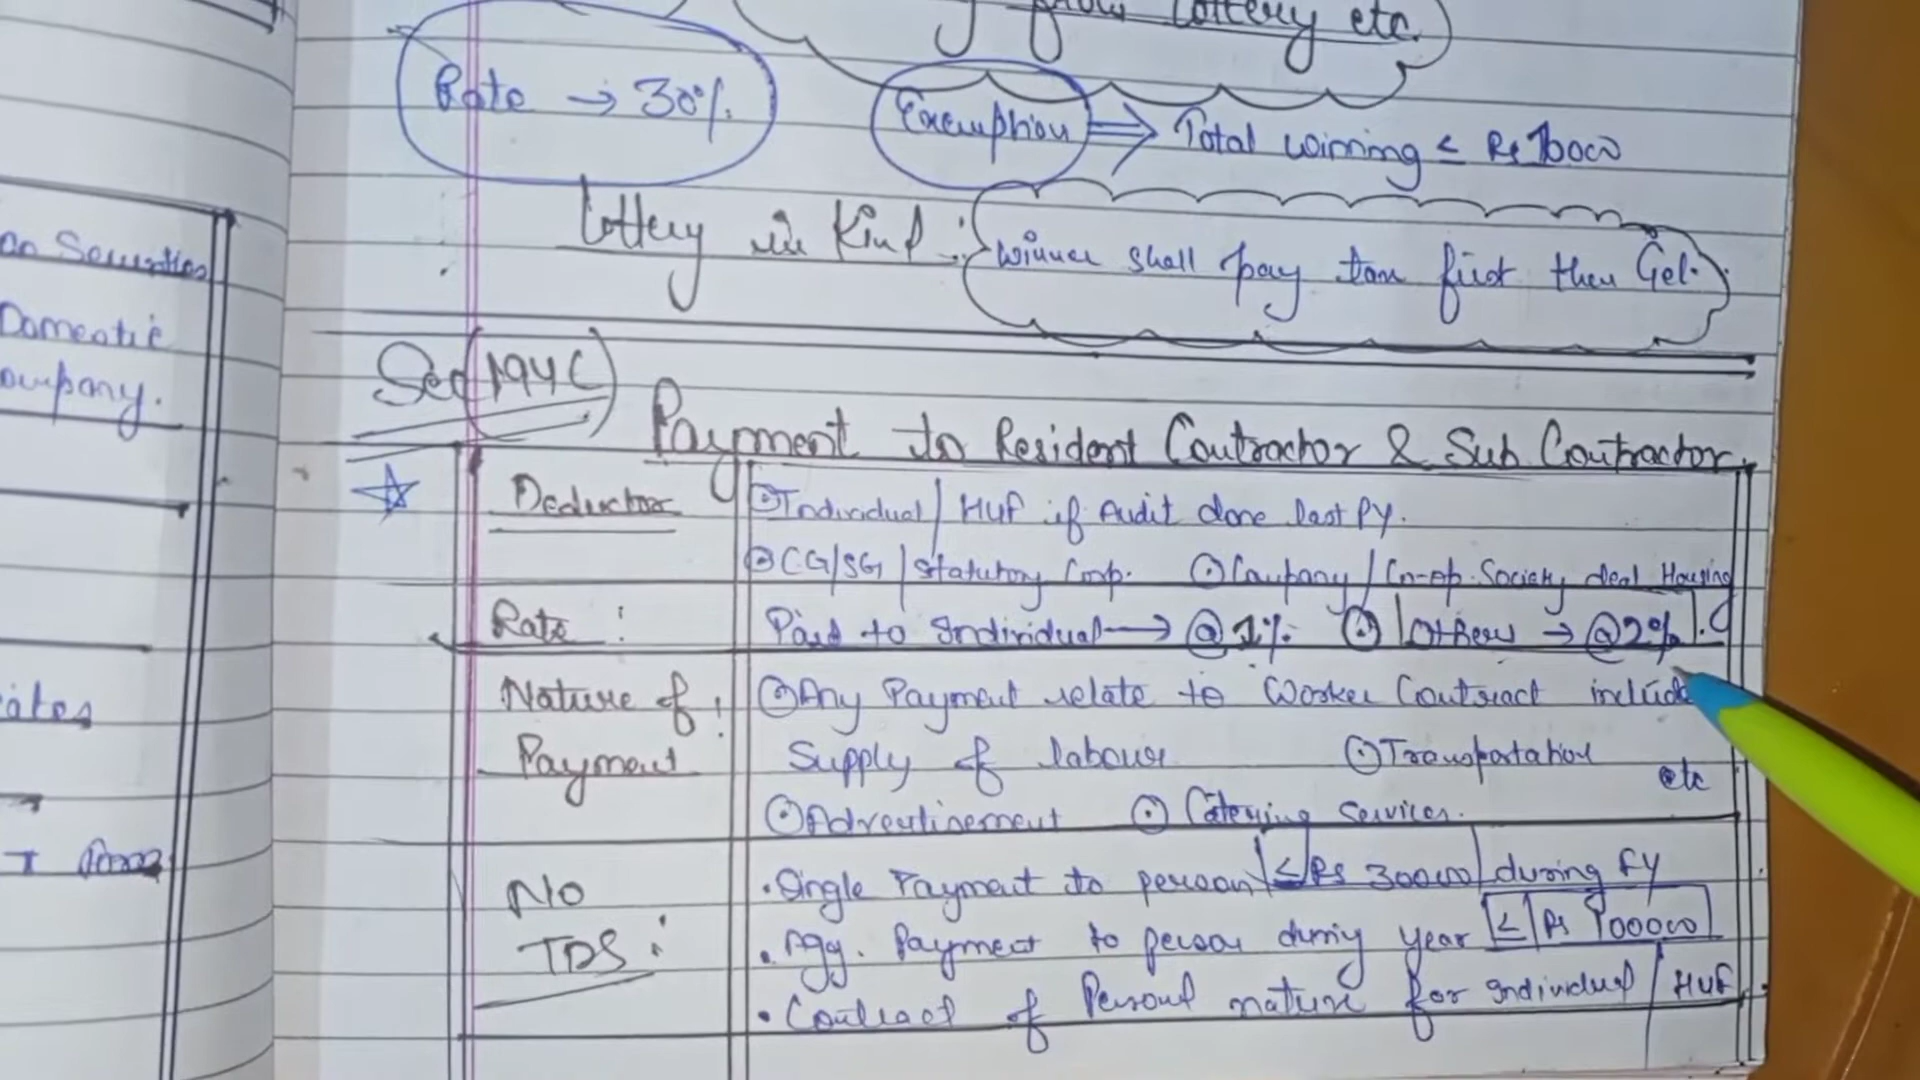 on Securities
Domestic
ompany.
ates
from lottery etc.
Rate → 30%.
Exemption ⇒ Total winning ≤ Rs 10000
Lottery in Kind :
Winner shall pay tax first then Get.
Sec (194C)
Payment to Resident Contractor & Sub Contractor.
Deductor
Individual / HUF if Audit done last PY.
CG/SG / Statutory Corp. Company / Co-op. Society deal Housing
Rate : Paid to Individual → @ 1% Others → @ 2%.
Nature of : Any Payment relate to Worker Contract include
Payment Supply of labour Transportation etc
Advertisement Catering Services.
No • Single Payment to person ≤ Rs 30000 during FY
TDS : • Agg. Payment to person during year ≤ Rs 100000
• Contract of Personal nature for individual / HUF